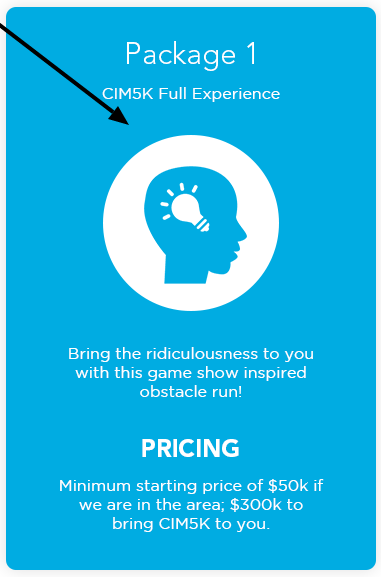 Package 1
CIM5K Full Experience
Bring the ridiculousness to you
with this game show inspired
obstacle run!
PRICING
Minimum starting price of $50k if
we are in the area; $300k to
bring CIM5K to you.